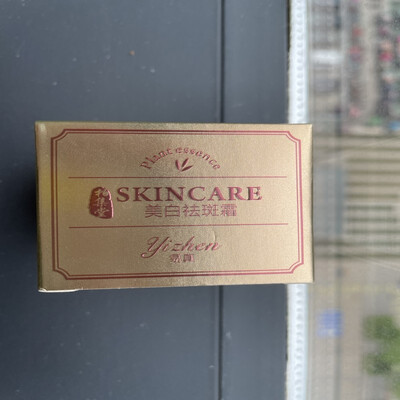 Plant essence
SKINCARE
美白祛斑霜
Yizhen